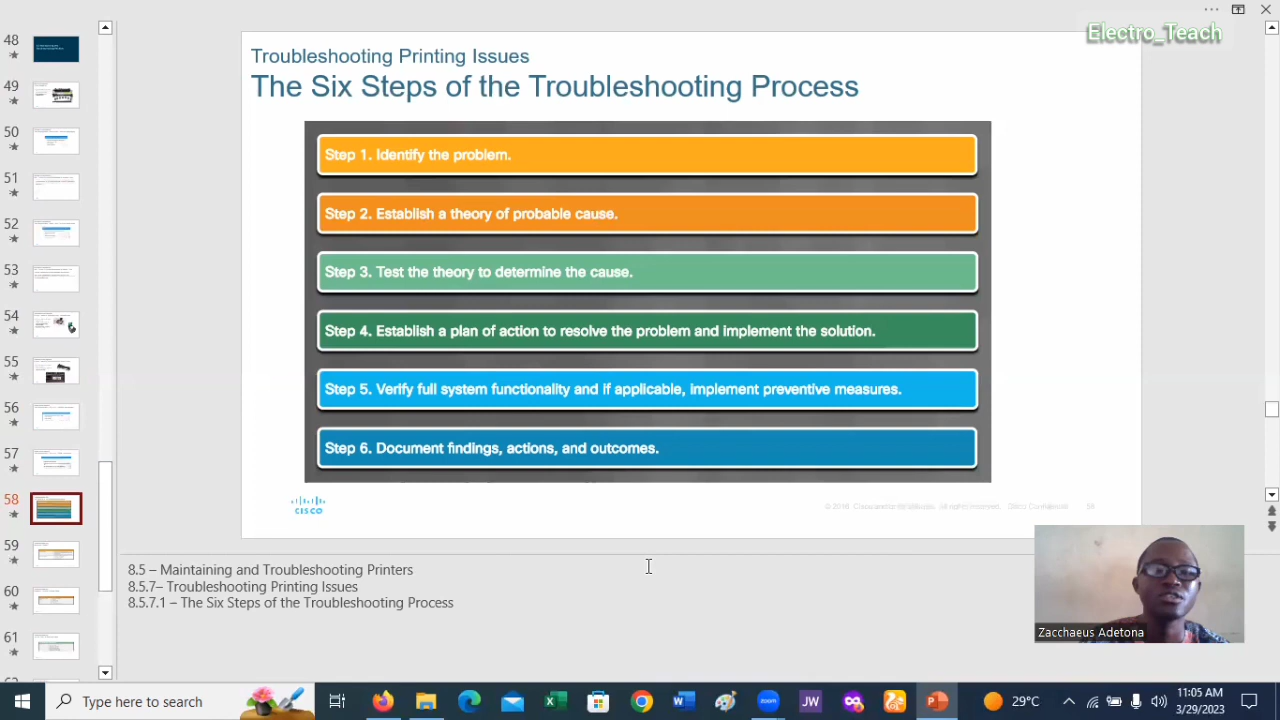 Electro_Teach
48
49
50
51
52
53
54
55
56
57
58
59
60
61
Troubleshooting Printing Issues
The Six Steps of the Troubleshooting Process
Step 1. Identify the problem.
Step 2. Establish a theory of probable cause.
Step 3. Test the theory to determine the cause.
Step 4. Establish a plan of action to resolve the problem and implement the solution.
Step 5. Verify full system functionality and if applicable, implement preventive measures.
Step 6. Document findings, actions, and outcomes.
CISCO
8.5 – Maintaining and Troubleshooting Printers
8.5.7– Troubleshooting Printing Issues
8.5.7.1 – The Six Steps of the Troubleshooting Process
Zacchaeus Adetona
Type here to search
zoom
JW
29°C
11:05 AM
3/29/2023